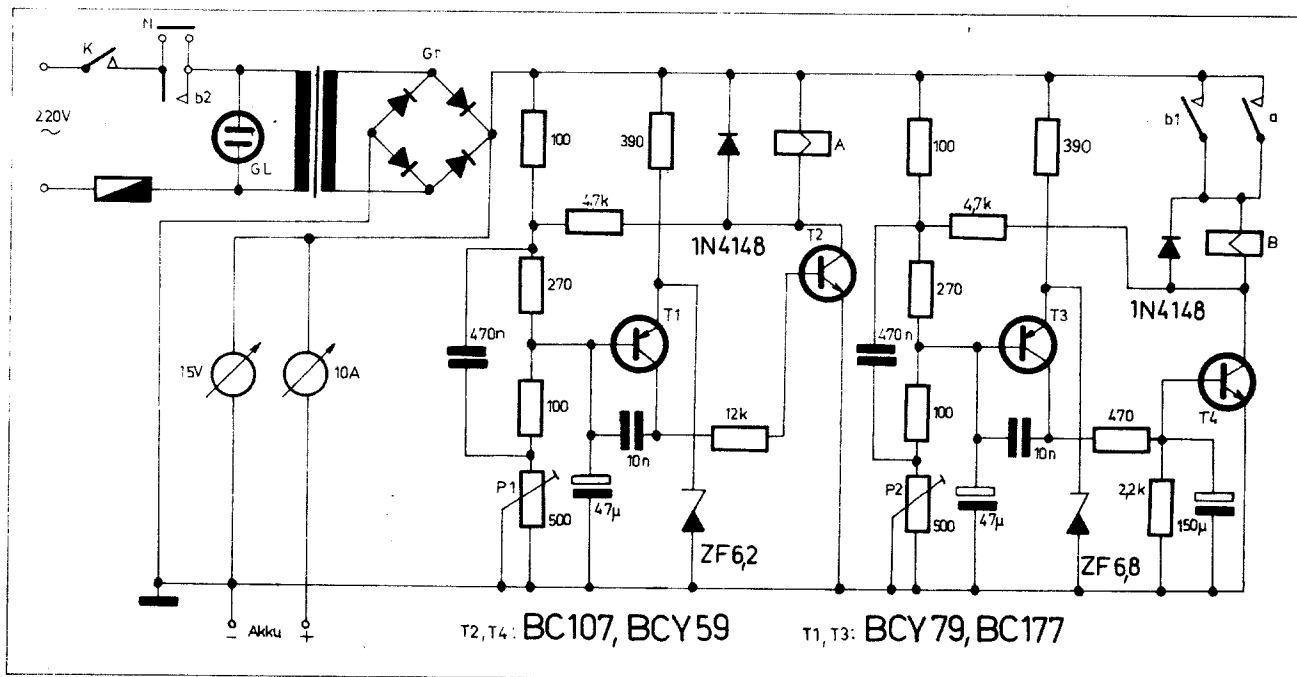 N
K
b2
220V
~
GL
Gr
100
390
A
4.7k
1N4148
T2
270
T1
470n
15V
10A
100
12k
10n
P1
500
47µ
ZF6,2
100
390
b1
a
4,7k
B
1N4148
270
T3
470n
T4
100
470
10n
P2
500
47µ
2,2k
150µ
ZF6,8
- Akku +
T2,T4: BC107, BCY59
T1,T3: BCY79, BC177